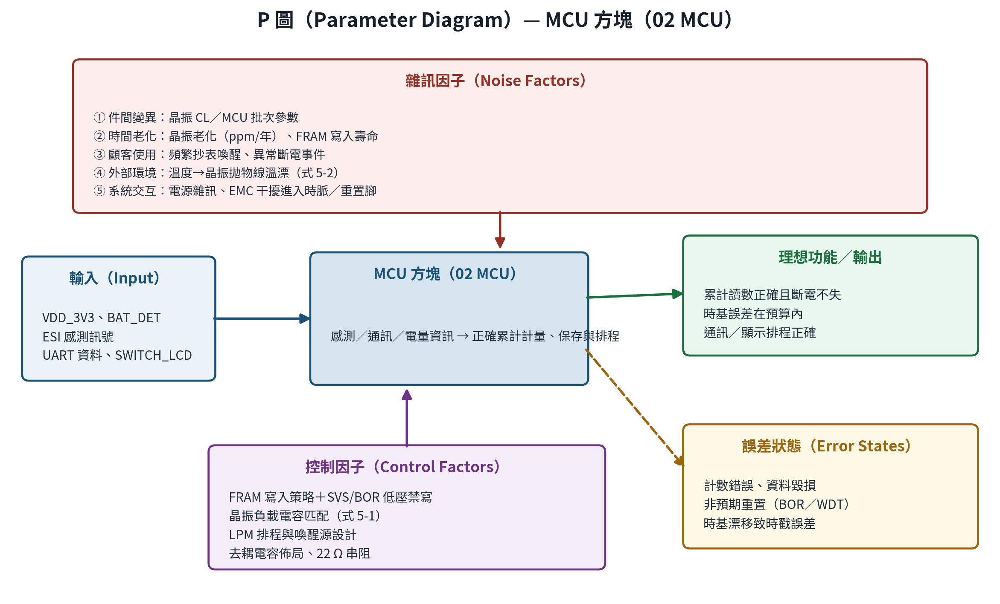 P 圖（Parameter Diagram）— MCU 方塊（02 MCU）
雜訊因子（Noise Factors）
① 件間變異：晶振 CL／MCU 批次參數
② 時間老化：晶振老化（ppm/年）、FRAM 寫入壽命
③ 顧客使用：頻繁抄表喚醒、異常斷電事件
④ 外部環境：溫度→晶振拋物線溫漂（式 5-2）
⑤ 系統交互：電源雜訊、EMC 干擾進入時脈／重置腳
輸入（Input）
VDD_3V3、BAT_DET
ESI 感測訊號
UART 資料、SWITCH_LCD
MCU 方塊（02 MCU）
感測／通訊／電量資訊 → 正確累計計量、保存與排程
理想功能／輸出
累計讀數正確且斷電不失
時基誤差在預算內
通訊／顯示排程正確
控制因子（Control Factors）
FRAM 寫入策略＋SVS/BOR 低壓禁寫
晶振負載電容匹配（式 5-1）
LPM 排程與喚醒源設計
去耦電容佈局、22 Ω 串阻
誤差狀態（Error States）
計數錯誤、資料毀損
非預期重置（BOR／WDT）
時基漂移致時戳誤差